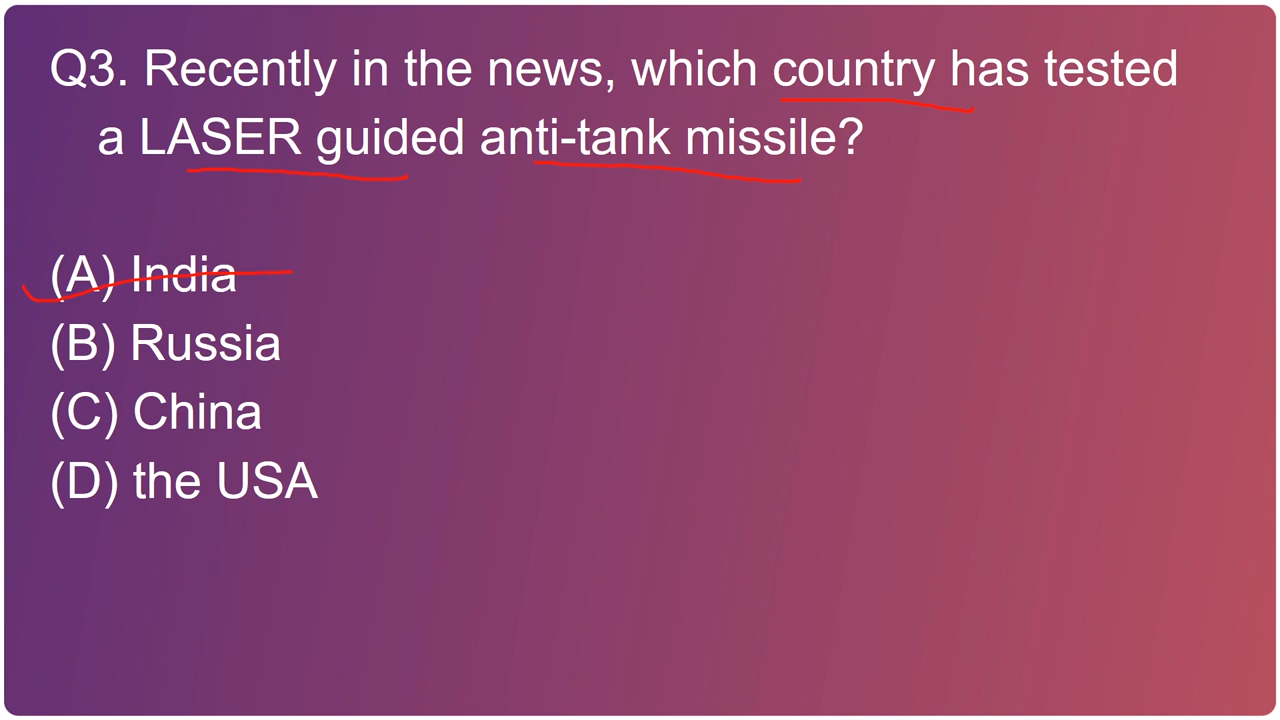 Q3. Recently in the news, which country has tested
a LASER guided anti-tank missile?
(A) India
(B) Russia
(C) China
(D) the USA